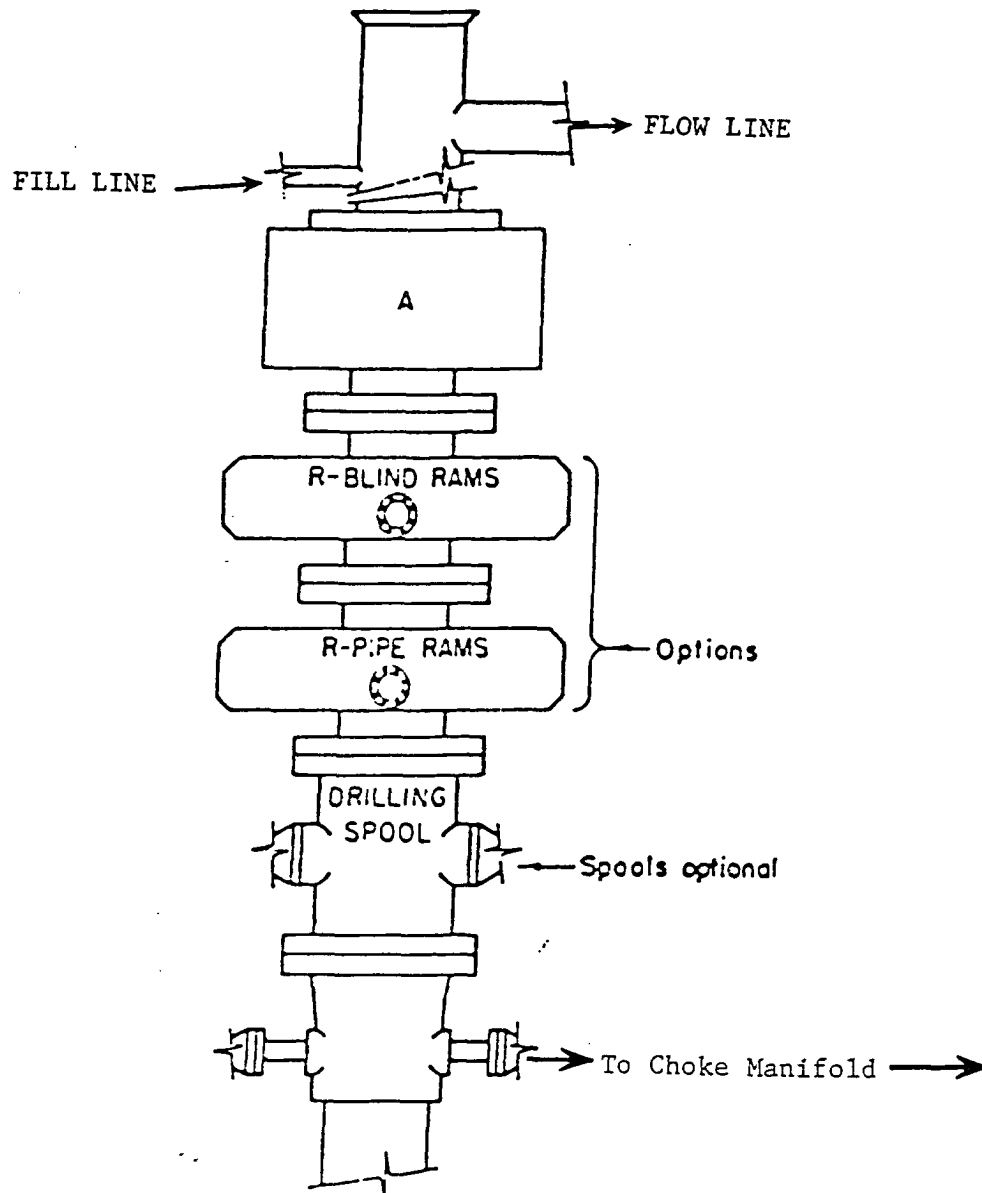 FLOW LINE
FILL LINE
A
R-BLIND RAMS
R-PIPE RAMS
Options
DRILLING
SPOOL
Spools optional
To Choke Manifold